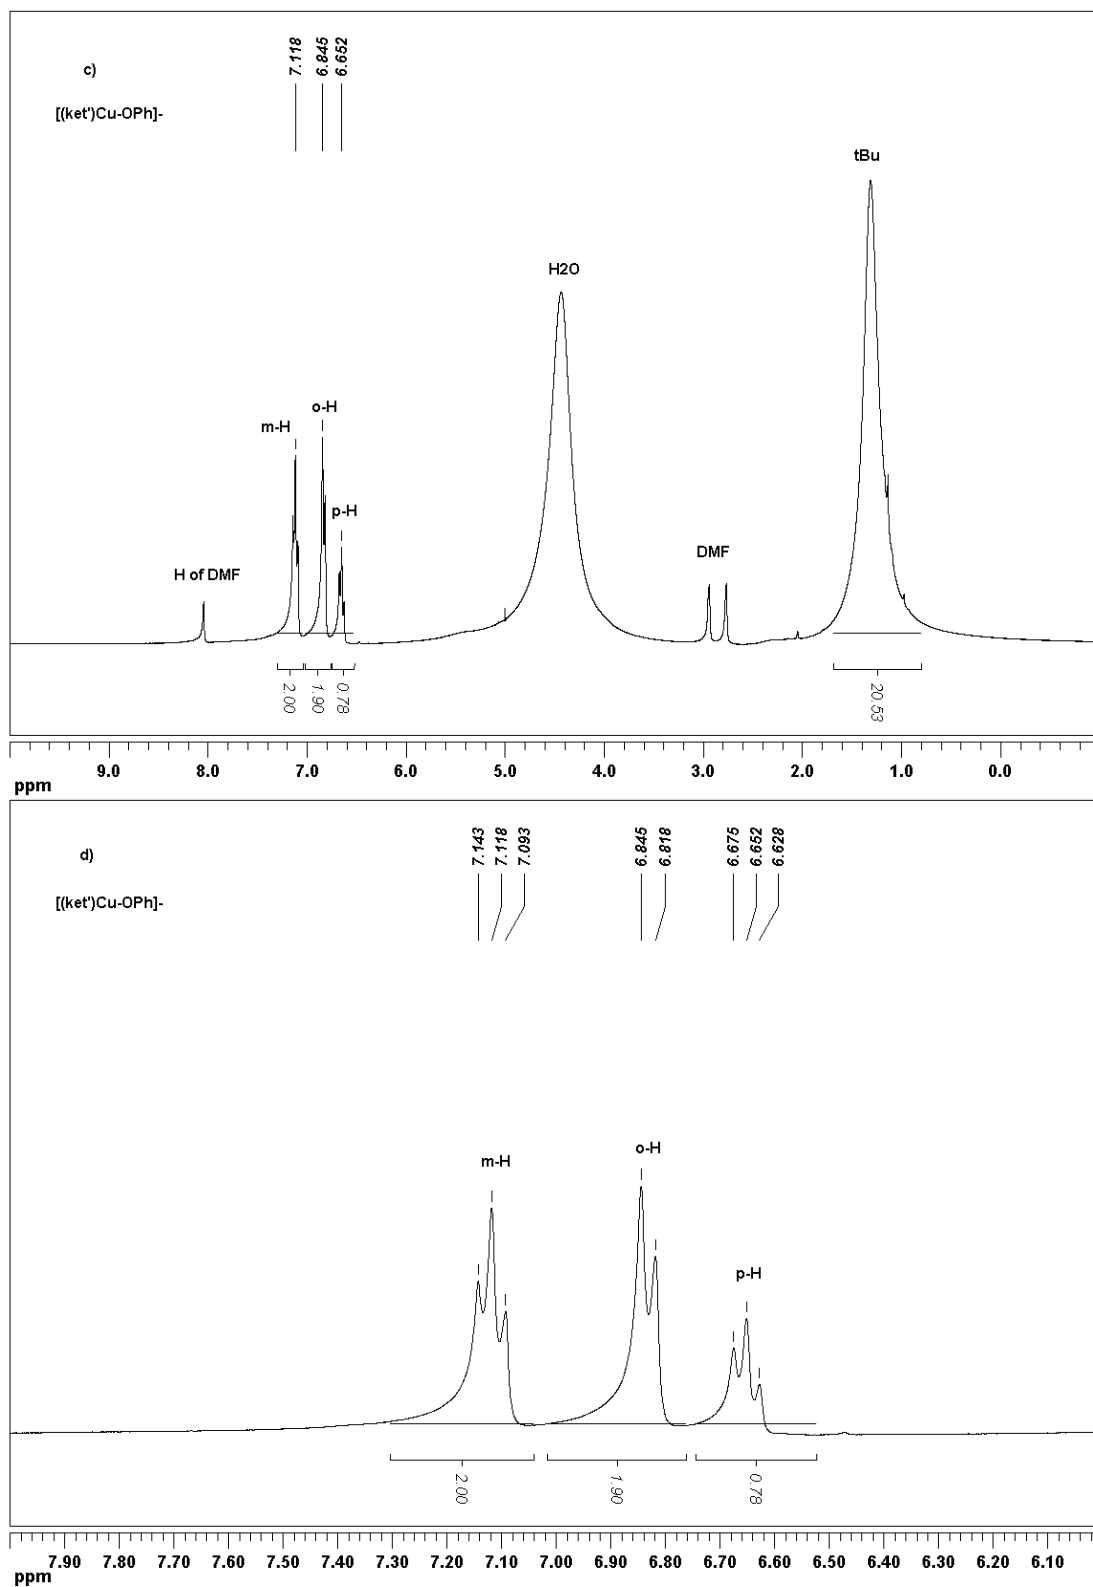 7.118 6.845 6.652
c)
[(ket')Cu-OPh]-
tBu
H2O
o-H
m-H
p-H
DMF
H of DMF
2.00 1.90 0.78 20.53
9.0 8.0 7.0 6.0 5.0 4.0 3.0 2.0 1.0 0.0
ppm
7.143 7.118 7.093 6.845 6.818 6.675 6.652 6.628
d)
[(ket')Cu-OPh]-
o-H
m-H
p-H
2.00 1.90 0.78
7.90 7.80 7.70 7.60 7.50 7.40 7.30 7.20 7.10 7.00 6.90 6.80 6.70 6.60 6.50 6.40 6.30 6.20 6.10
ppm